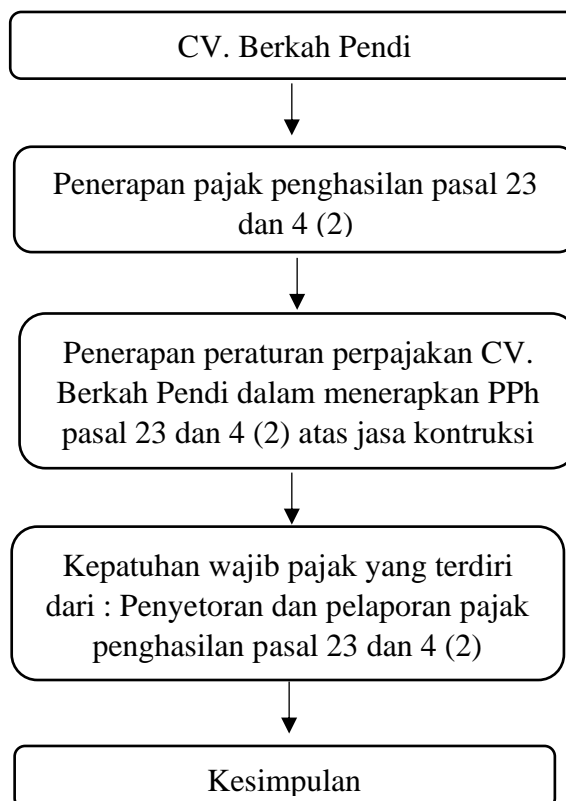 CV. Berkah Pendi
Penerapan pajak penghasilan pasal 23
dan 4 (2)
Penerapan peraturan perpajakan CV.
Berkah Pendi dalam menerapkan PPh
pasal 23 dan 4 (2) atas jasa kontruksi
Kepatuhan wajib pajak yang terdiri
dari : Penyetoran dan pelaporan pajak
penghasilan pasal 23 dan 4 (2)
Kesimpulan